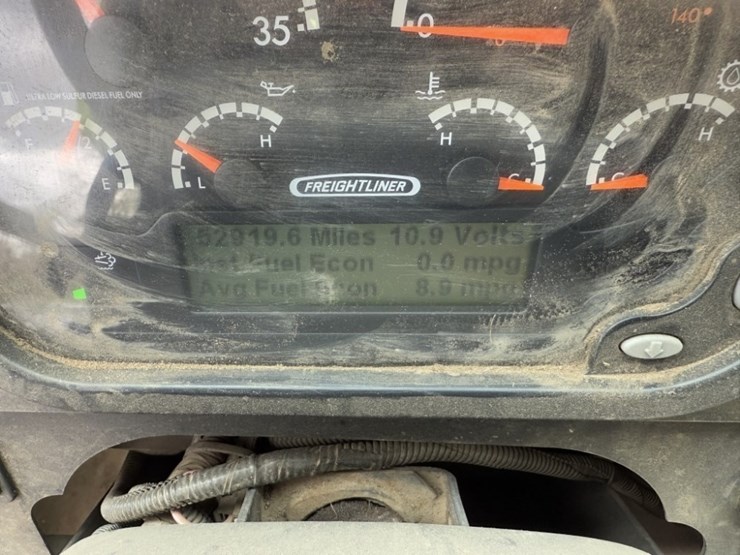 35
0
140°
ULTRA LOW SULFUR DIESEL FUEL ONLY
F
2
E
H
L
H
C
H
C
FREIGHTLINER
52919.6 Miles 10.9 Volts
Inst Fuel Econ 0.0 mpg
Avg Fuel Econ 8.9 mpg